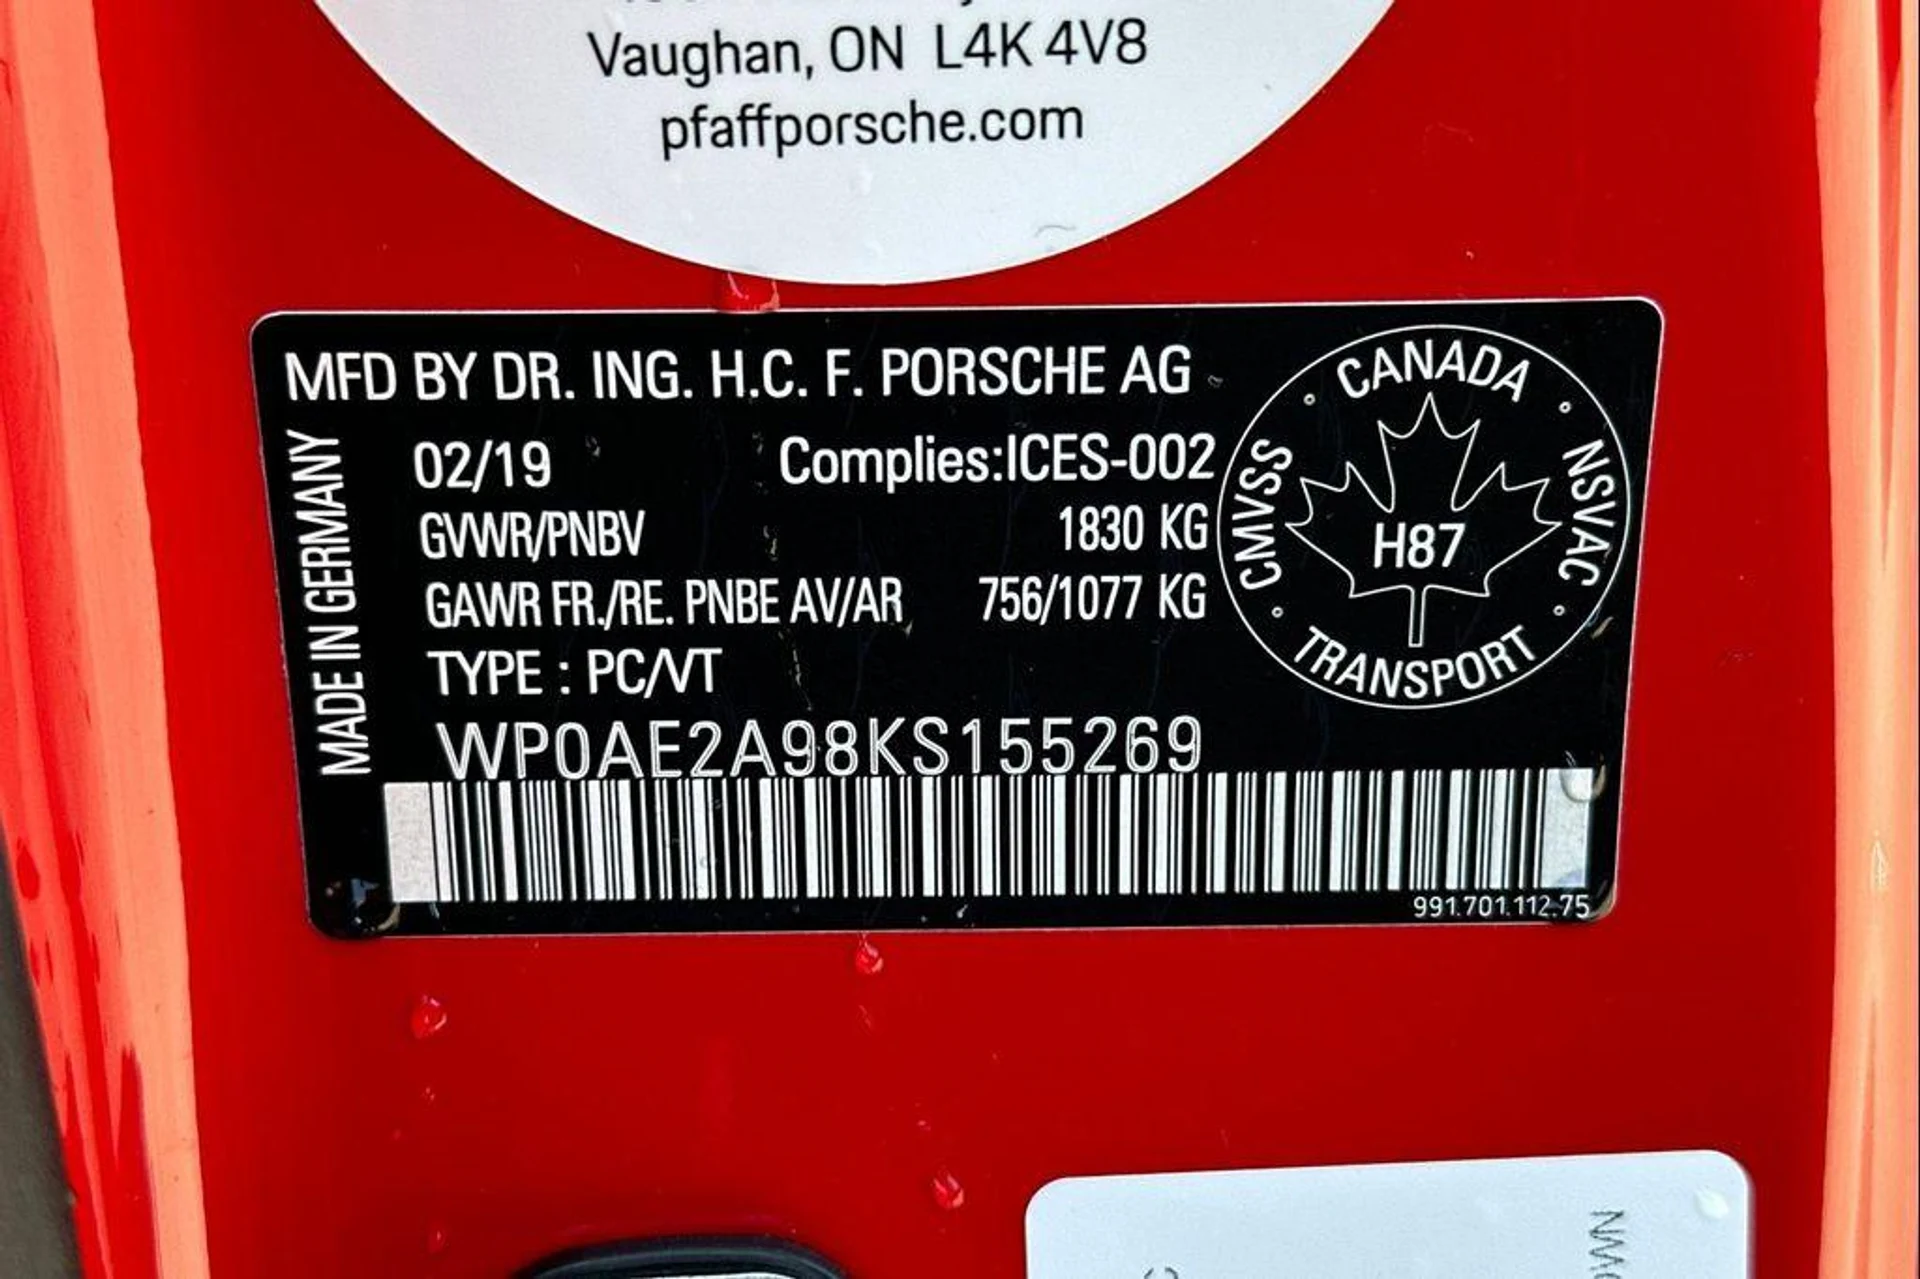 Vaughan, ON L4K 4V8
pfaffporsche.com
MFD BY DR. ING. H.C. F. PORSCHE AG
MADE IN GERMANY
02/19 Complies:ICES-002
GVWR/PNBV 1830 KG
GAWR FR./RE. PNBE AV/AR 756/1077 KG
TYPE : PC/VT
WP0AE2A98KS155269
CANADA
CMVSS
NSVAC
H87
TRANSPORT
991.701.112.75